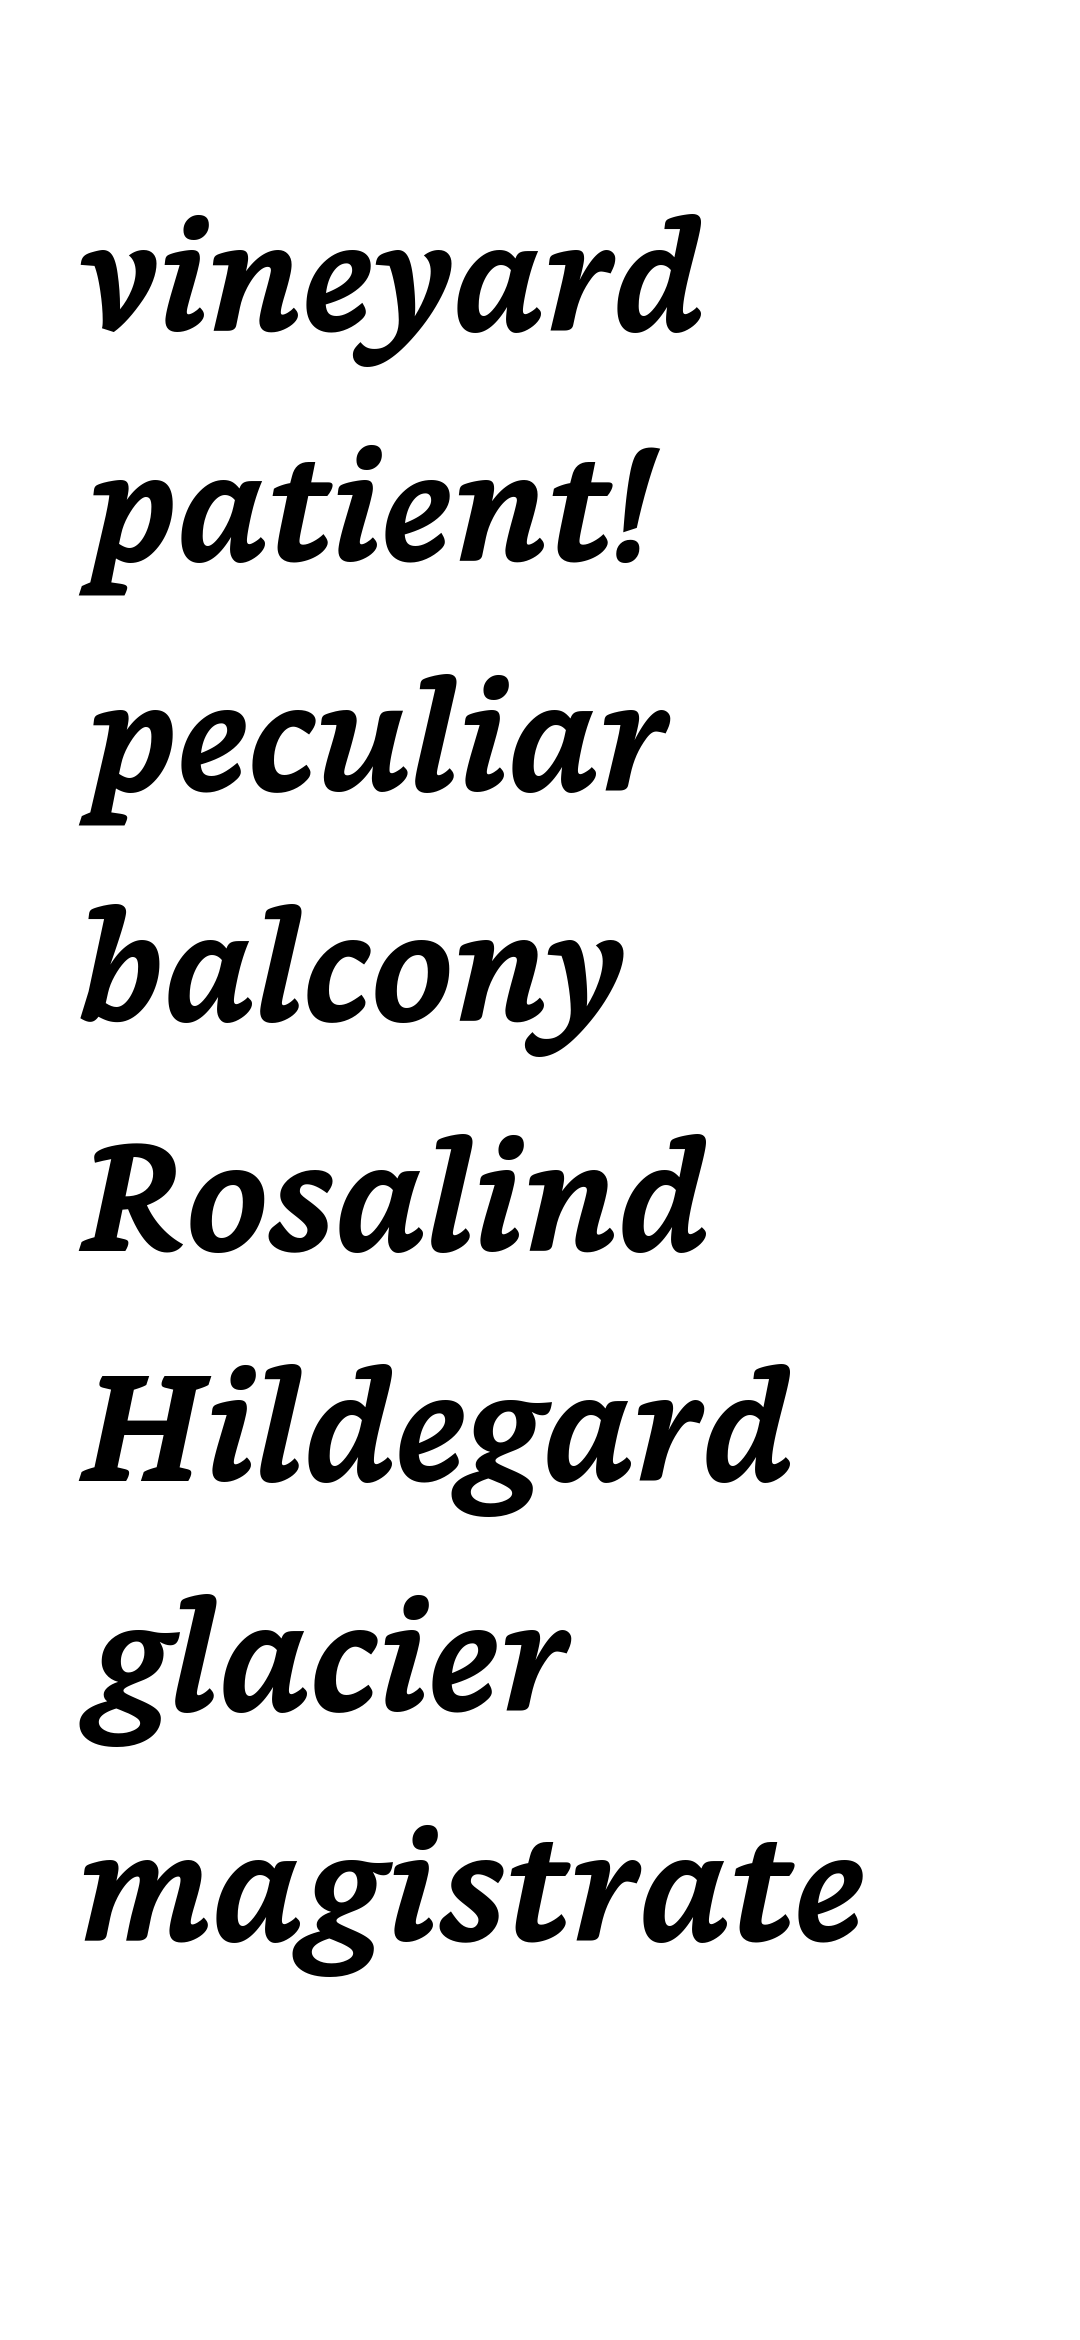 vineyard
patient!
peculiar
balcony
Rosalind
Hildegard
glacier
magistrate